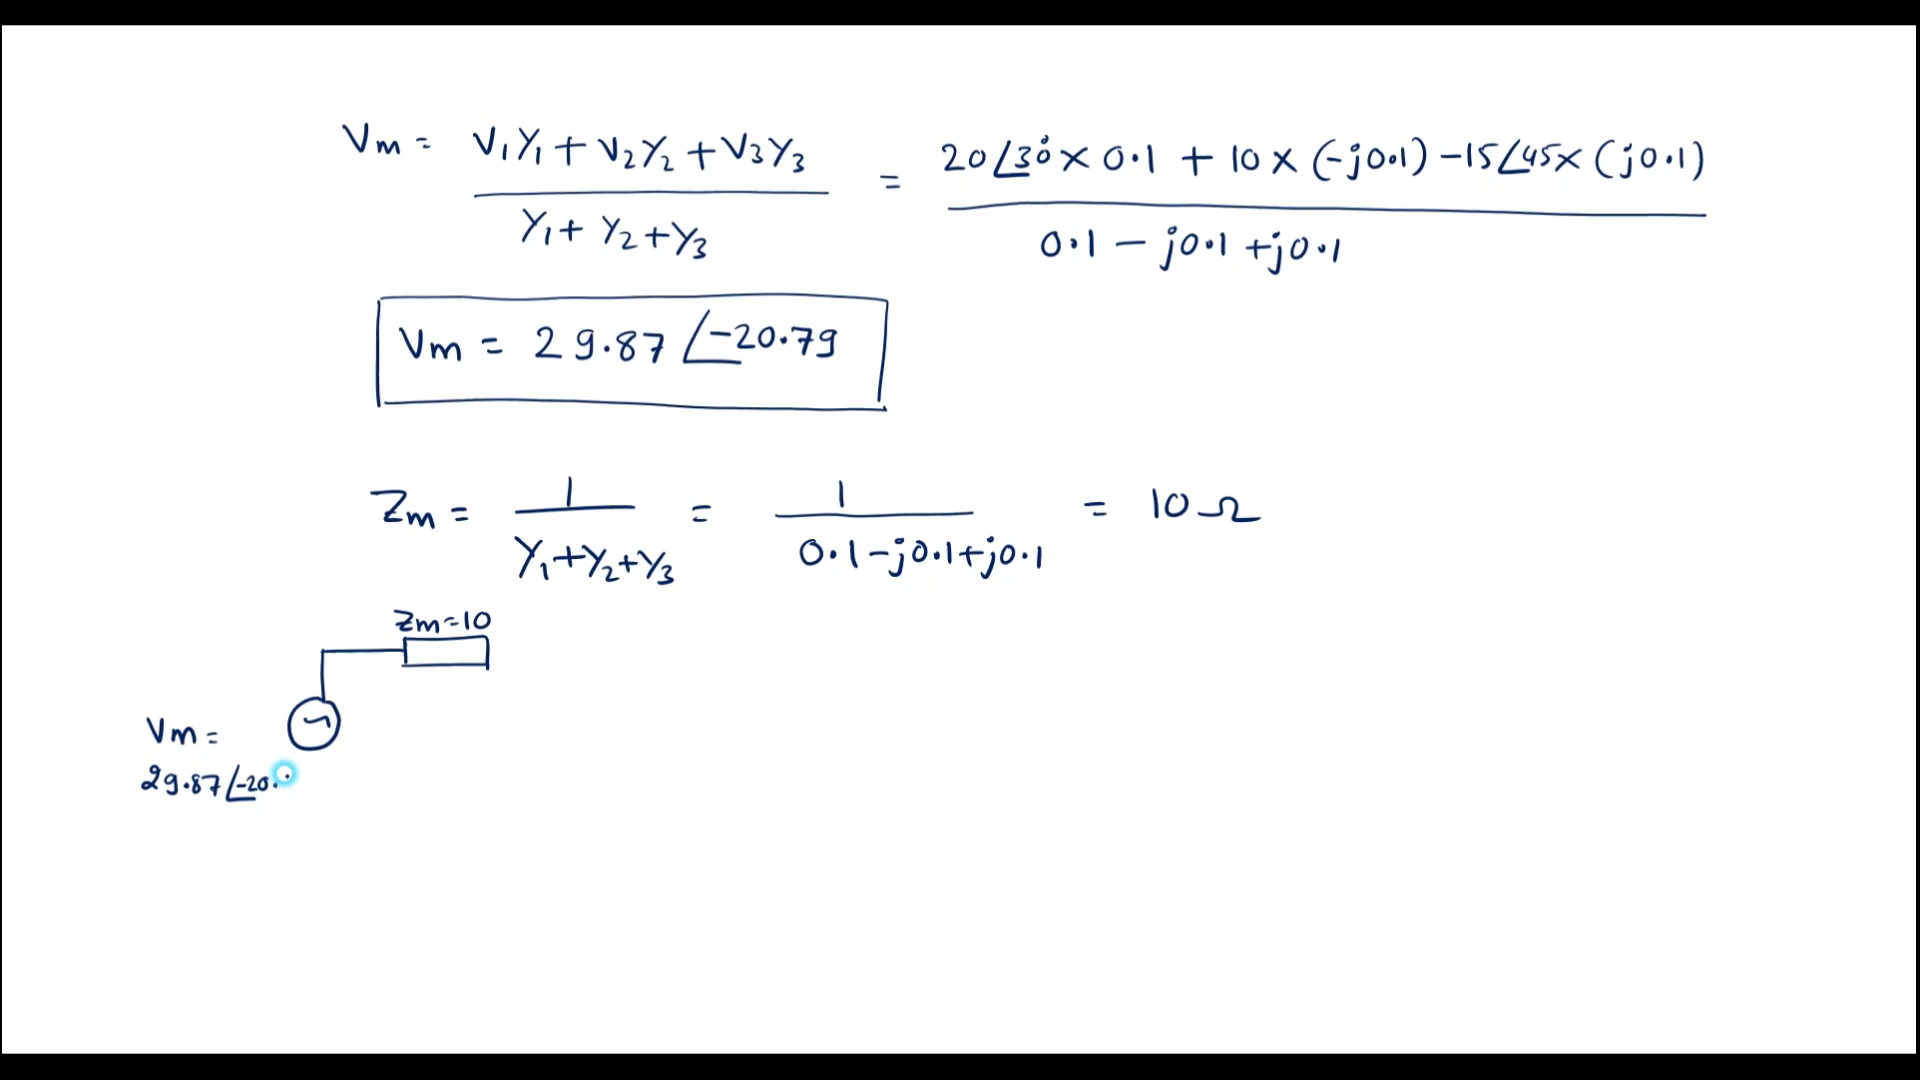 Vm = V1Y1 + V2Y2 + V3Y3 / Y1 + Y2 + Y3 = 20∠30° × 0.1 + 10 × (-j0.1) - 15∠45 × (j0.1) / 0.1 - j0.1 + j0.1
Vm = 29.87 ∠-20.79
Zm = 1 / Y1+Y2+Y3 = 1 / 0.1-j0.1+j0.1 = 10 Ω
Zm=10
Vm =
29.87∠-20.